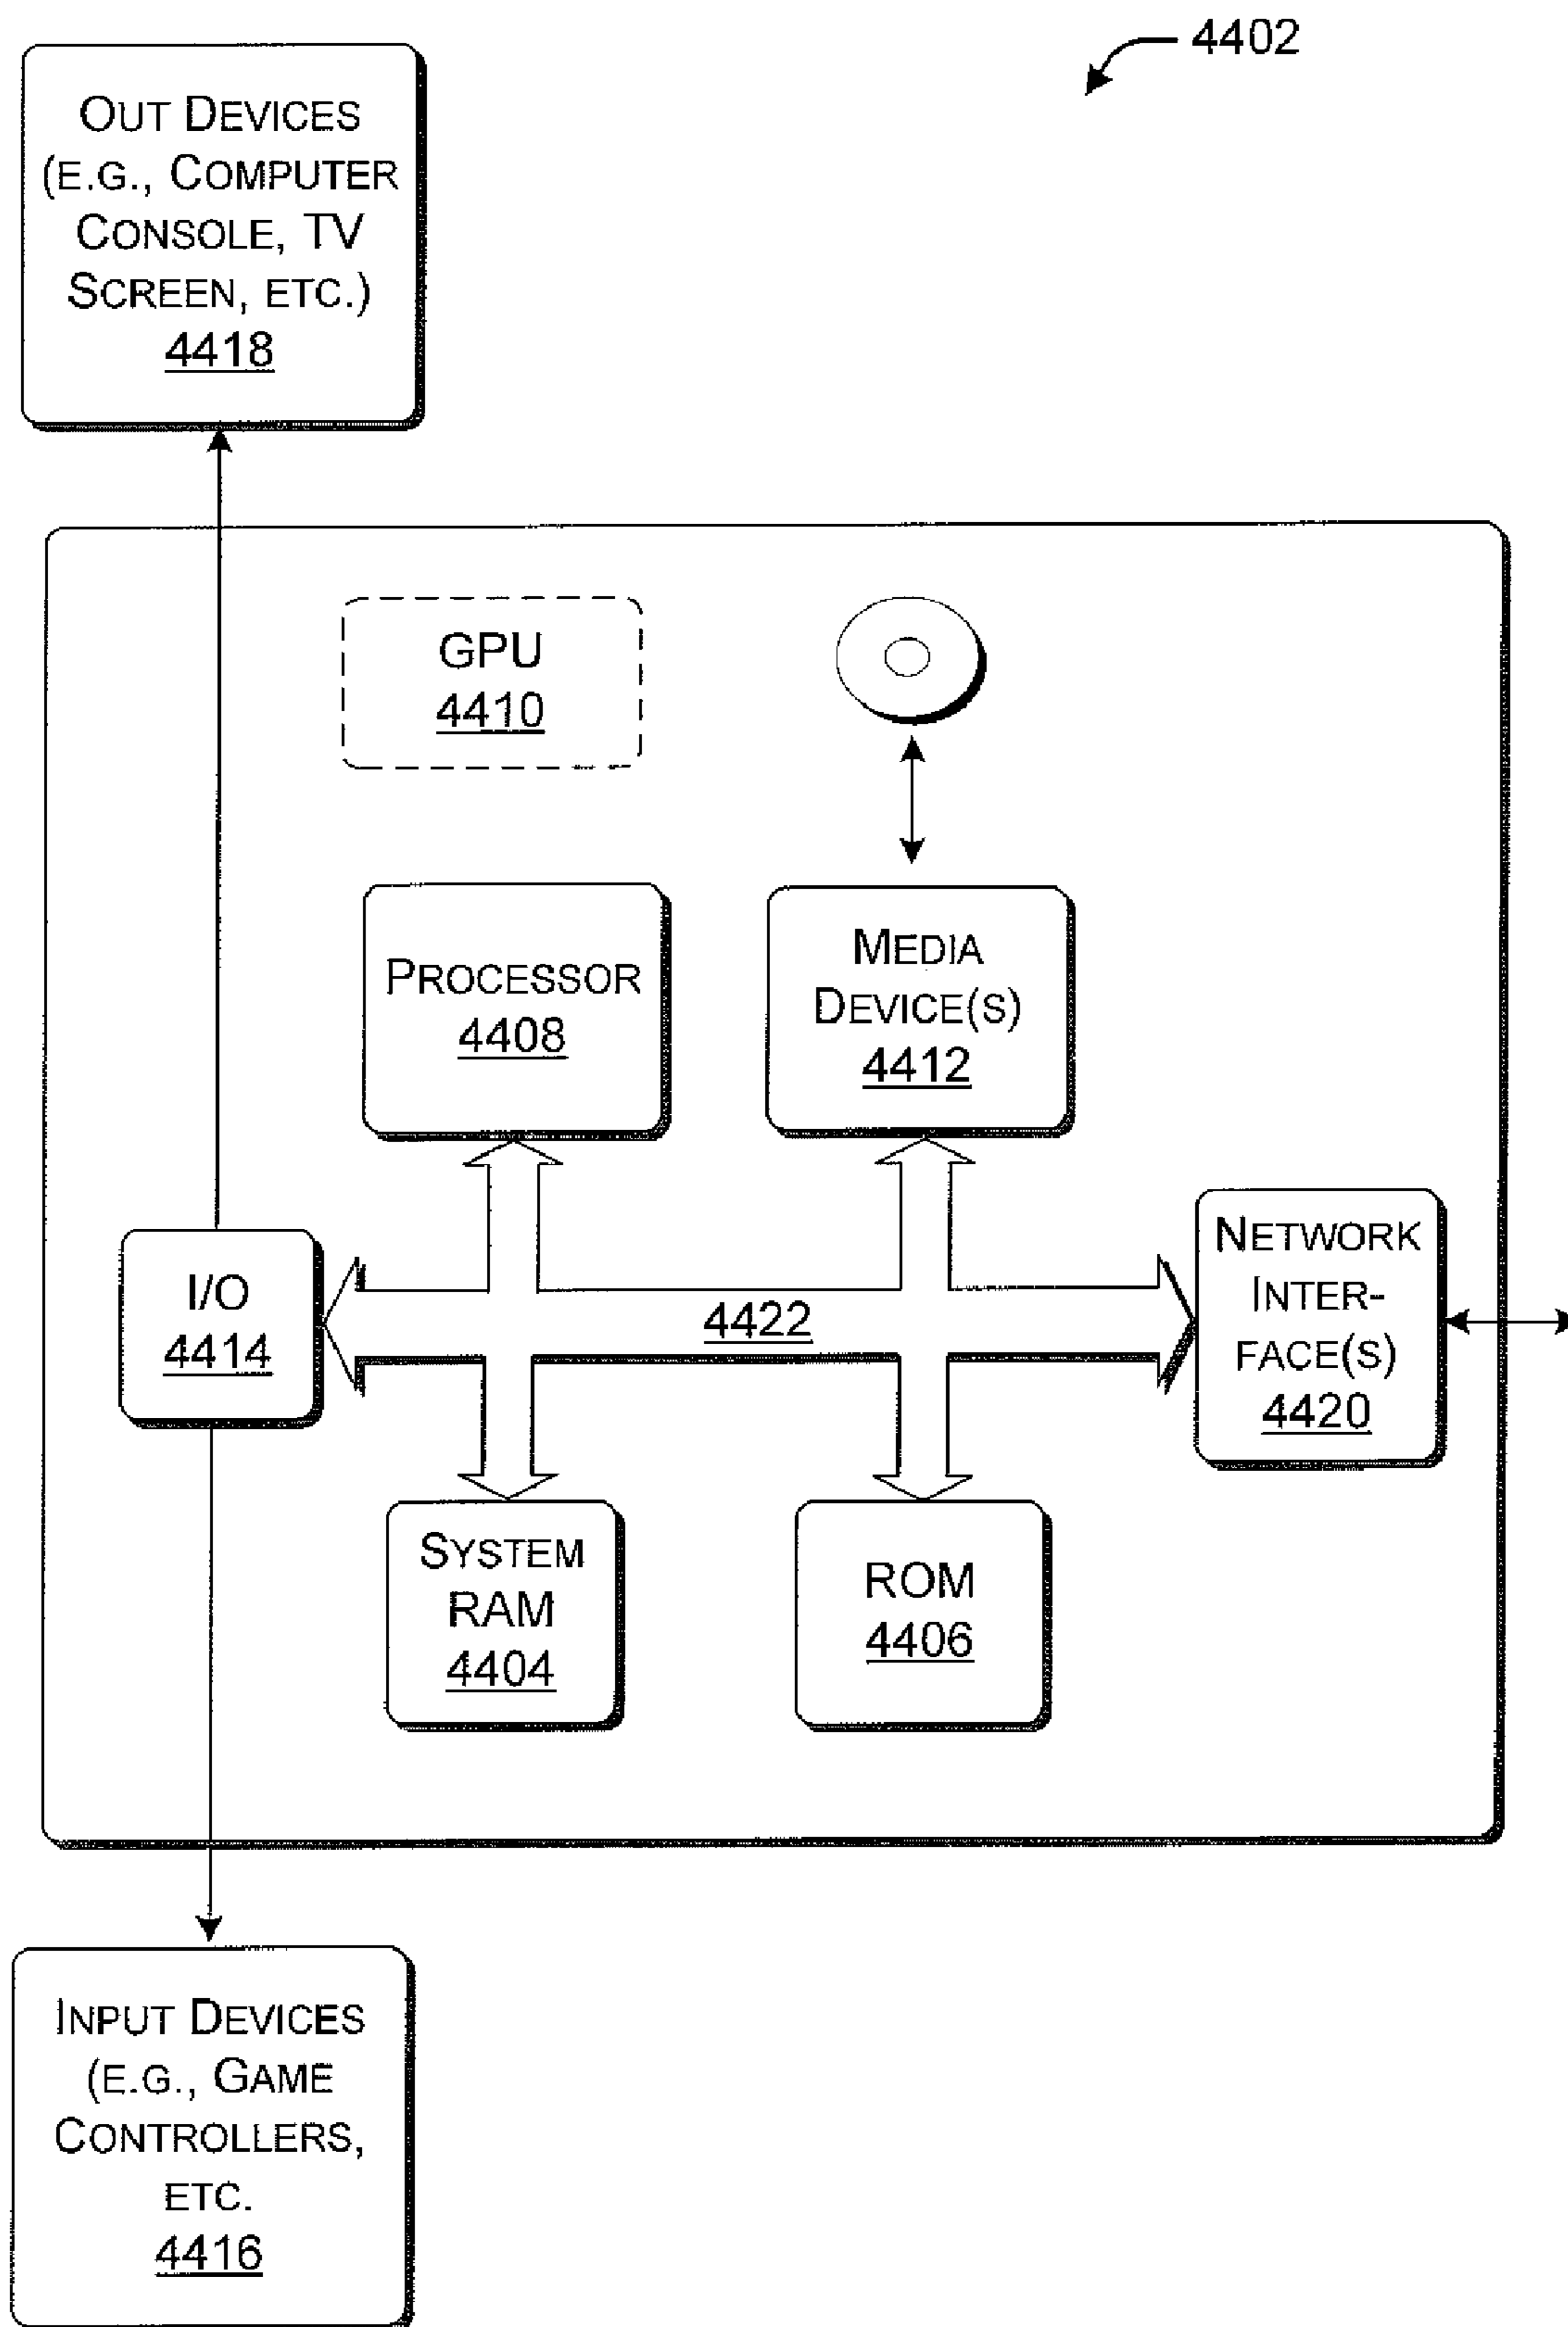 4402
OUT DEVICES
(E.G., COMPUTER
CONSOLE, TV
SCREEN, ETC.)
4418
GPU
4410
PROCESSOR
4408
MEDIA
DEVICE(S)
4412
I/O
4414
4422
NETWORK
INTER-
FACE(S)
4420
SYSTEM
RAM
4404
ROM
4406
INPUT DEVICES
(E.G., GAME
CONTROLLERS,
ETC.
4416